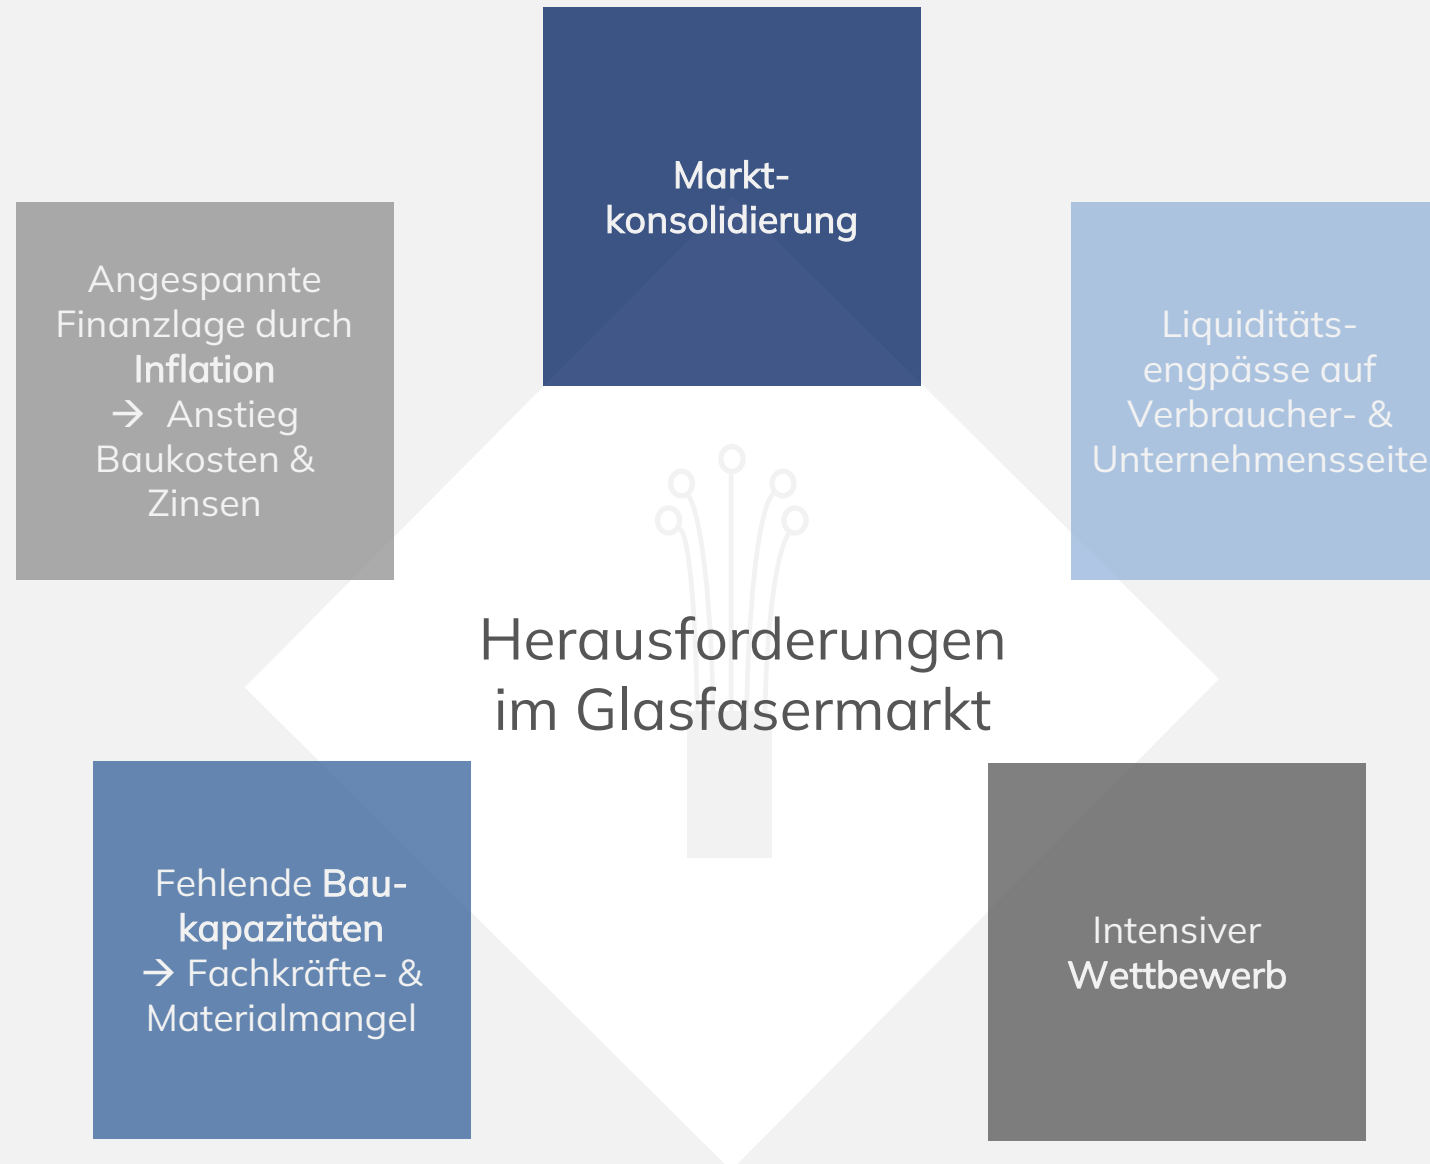 Markt-
konsolidierung
Angespannte
Finanzlage durch
Inflation
→ Anstieg
Baukosten &
Zinsen
Liquiditäts-
engpässe auf
Verbraucher- &
Unternehmensseite
Herausforderungen
im Glasfasermarkt
Fehlende Bau-
kapazitäten
→ Fachkräfte- &
Materialmangel
Intensiver
Wettbewerb